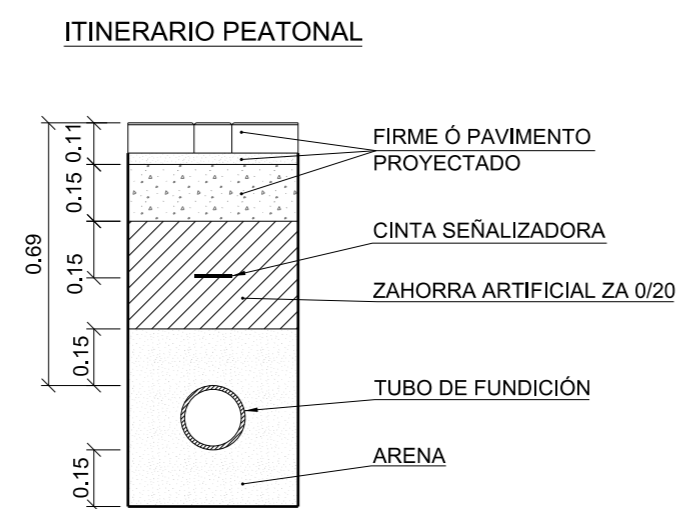 ITINERARIO PEATONAL
0.11
0.15
0.69
0.15
0.15
0.15
FIRME Ó PAVIMENTO
PROYECTADO
CINTA SEÑALIZADORA
ZAHORRA ARTIFICIAL ZA 0/20
TUBO DE FUNDICIÓN
ARENA